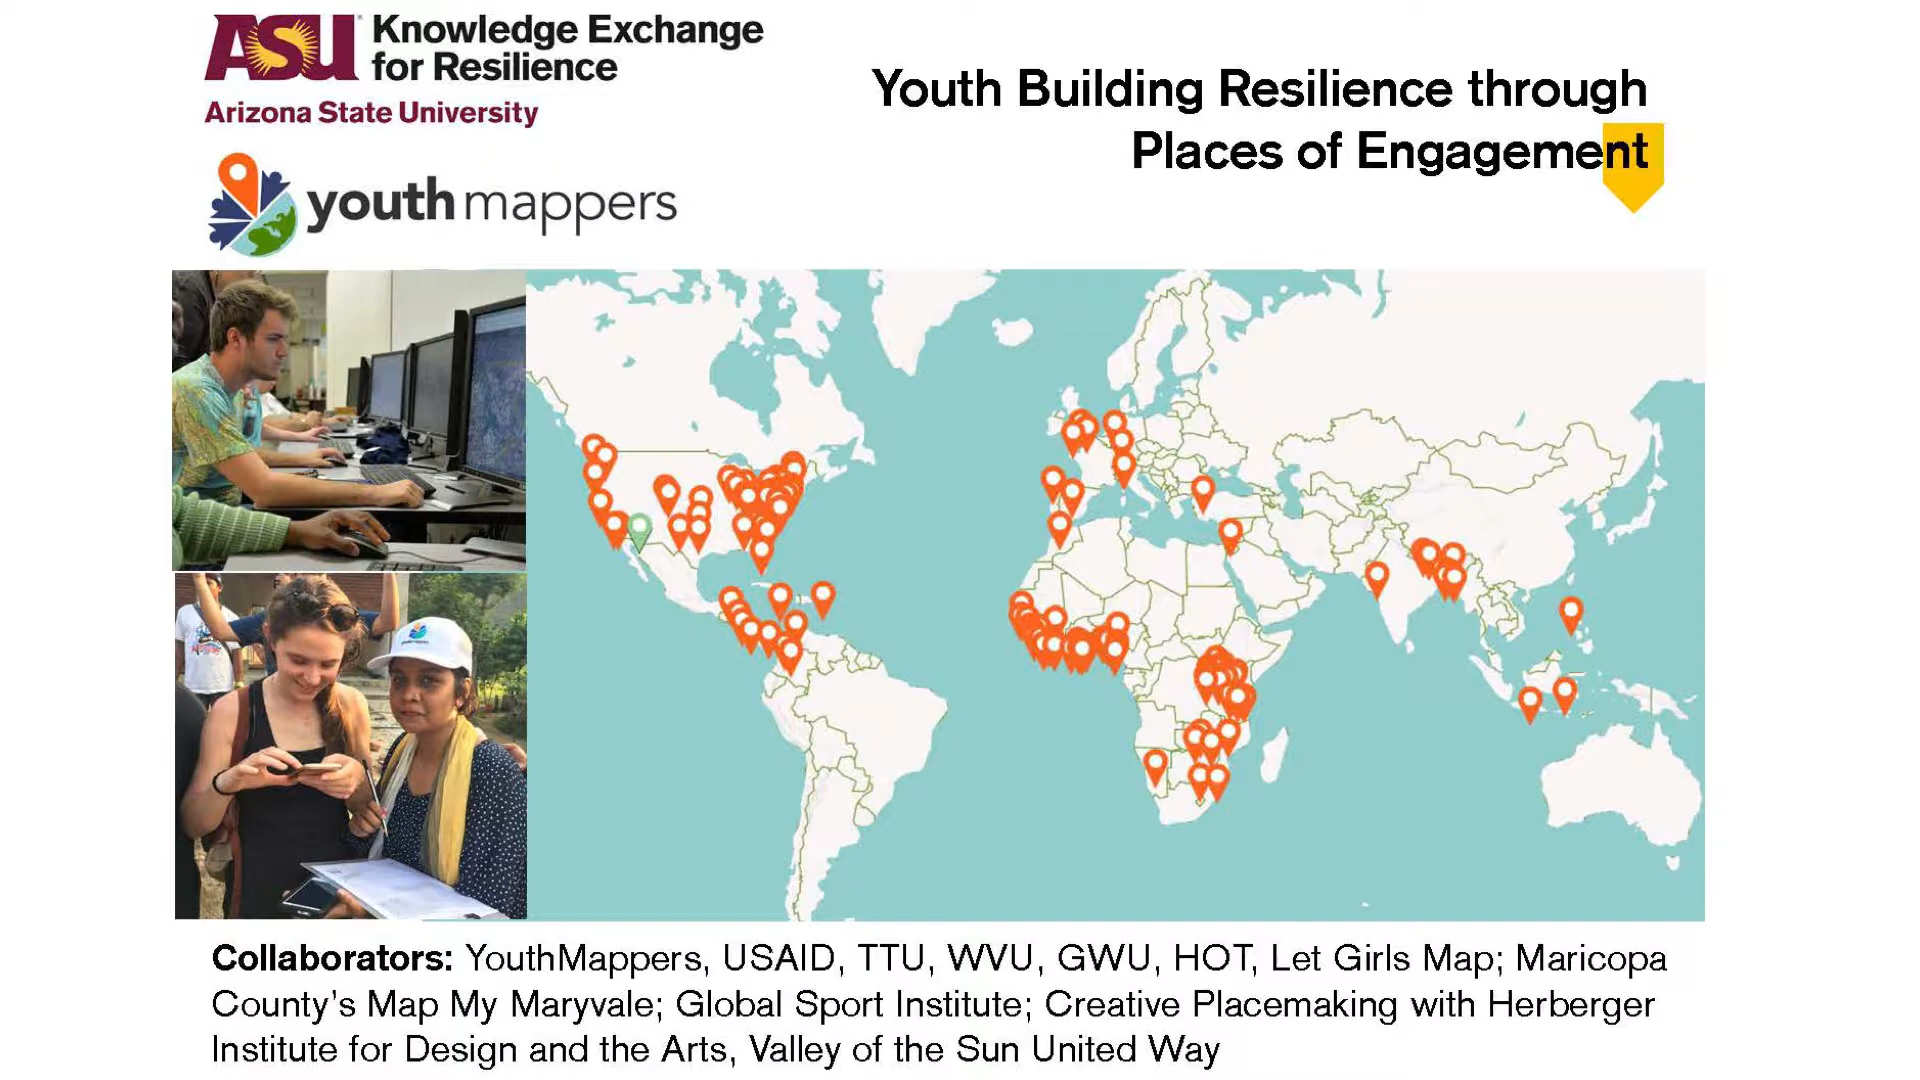 ASU Knowledge Exchange
for Resilience
Arizona State University
youthmappers
Youth Building Resilience through
Places of Engagement
Collaborators: YouthMappers, USAID, TTU, WVU, GWU, HOT, Let Girls Map; Maricopa
County's Map My Maryvale; Global Sport Institute; Creative Placemaking with Herberger
Institute for Design and the Arts, Valley of the Sun United Way